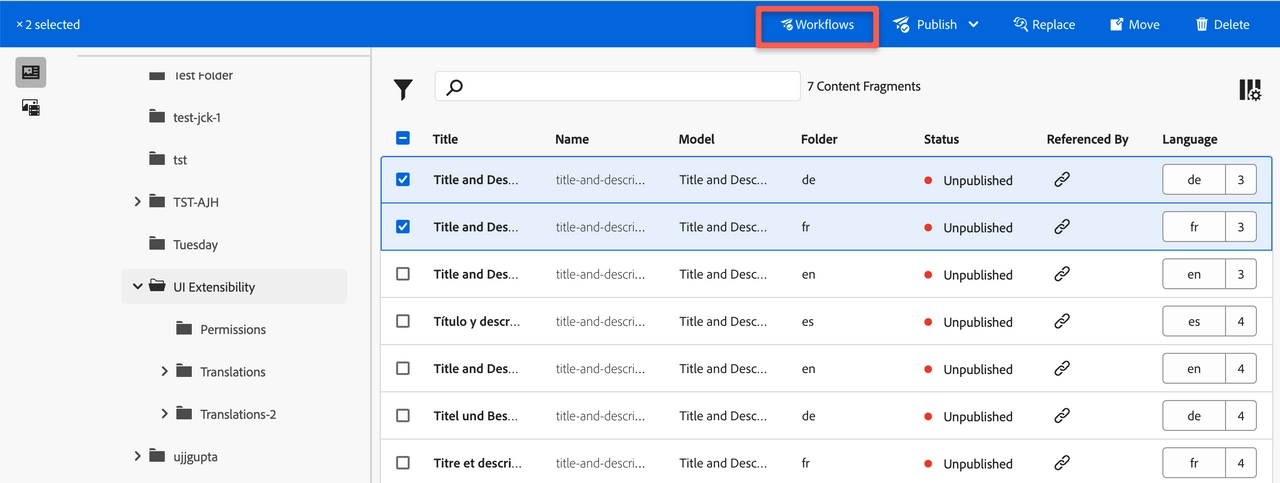 × 2 selected
Workflows
Publish
Replace
Move
Delete
Test Folder
test-jck-1
tst
TST-AJH
Tuesday
UI Extensibility
Permissions
Translations
Translations-2
ujjgupta
7 Content Fragments
Title Name Model Folder Status Referenced By Language
Title and Des... title-and-descri... Title and Desc... de Unpublished de 3
Title and Des... title-and-descri... Title and Desc... fr Unpublished fr 3
Title and Des... title-and-descri... Title and Desc... en Unpublished en 3
Título y descr... title-and-descri... Title and Desc... es Unpublished es 4
Title and Des... title-and-descri... Title and Desc... en Unpublished en 4
Titel und Bes... title-and-descri... Title and Desc... de Unpublished de 4
Titre et descri... title-and-descri... Title and Desc... fr Unpublished fr 4